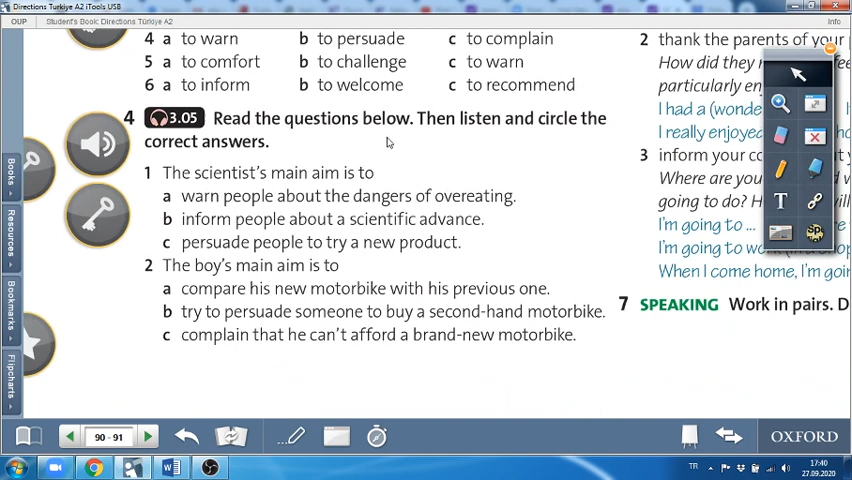 Directions Turkiye A2 iTools USB
OUP Student's Book: Directions Türkiye A2 Info
4 a to warn b to persuade c to complain
5 a to comfort b to challenge c to warn
6 a to inform b to welcome c to recommend
4 3.05 Read the questions below. Then listen and circle the
correct answers.
1 The scientist's main aim is to
a warn people about the dangers of overeating.
b inform people about a scientific advance.
c persuade people to try a new product.
2 The boy's main aim is to
a compare his new motorbike with his previous one.
b try to persuade someone to buy a second-hand motorbike.
c complain that he can't afford a brand-new motorbike.
2 thank the parents of your
How did they
particularly
I had a (wonde
I really enjoye
3 inform your co
Where are you
going to do?
I'm going to ...
I'm going to work
When I come home, I'm goin
7 SPEAKING Work in pairs. D
Books
Resources
Bookmarks
Flipcharts
T
sp
90 - 91
OXFORD
W
TR
17:40
27.09.2020